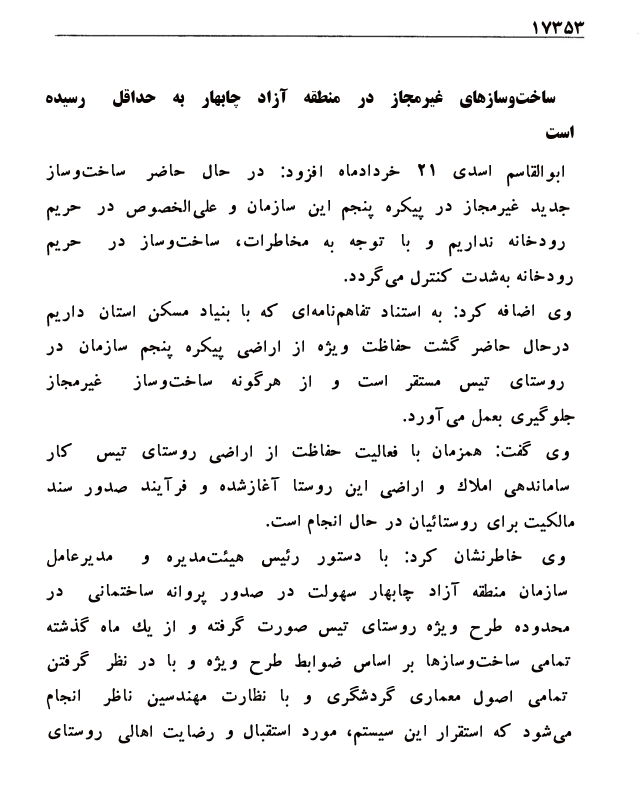 ۱۷۳۵۳
ساخت‌وسازهای غیرمجاز در منطقه آزاد چابهار به حداقل رسیده
است
ابوالقاسم اسدی ۲۱ خردادماه افزود: در حال حاضر ساخت‌وساز
جدید غیرمجاز در پیکره پنجم این سازمان و علی‌الخصوص در حریم
رودخانه نداریم و با توجه به مخاطرات، ساخت‌وساز در حریم
رودخانه به‌شدت کنترل می‌گردد.
وی اضافه کرد: به استناد تفاهم‌نامه‌ای که با بنیاد مسکن استان داریم
درحال حاضر گشت حفاظت ویژه از اراضی پیکره پنجم سازمان در
روستای تیس مستقر است و از هرگونه ساخت‌وساز غیرمجاز
جلوگیری بعمل می‌آورد.
وی گفت: همزمان با فعالیت حفاظت از اراضی روستای تیس کار
ساماندهی املاك و اراضی این روستا آغازشده و فرآیند صدور سند
مالکیت برای روستائیان در حال انجام است.
وی خاطرنشان کرد: با دستور رئیس هیئت‌مدیره و مدیرعامل
سازمان منطقه آزاد چابهار سهولت در صدور پروانه ساختمانی در
محدوده طرح ویژه روستای تیس صورت گرفته و از یك ماه گذشته
تمامی ساخت‌وسازها بر اساس ضوابط طرح ویژه و با در نظر گرفتن
تمامی اصول معماری گردشگری و با نظارت مهندسین ناظر انجام
می‌شود که استقرار این سیستم، مورد استقبال و رضایت اهالی روستای